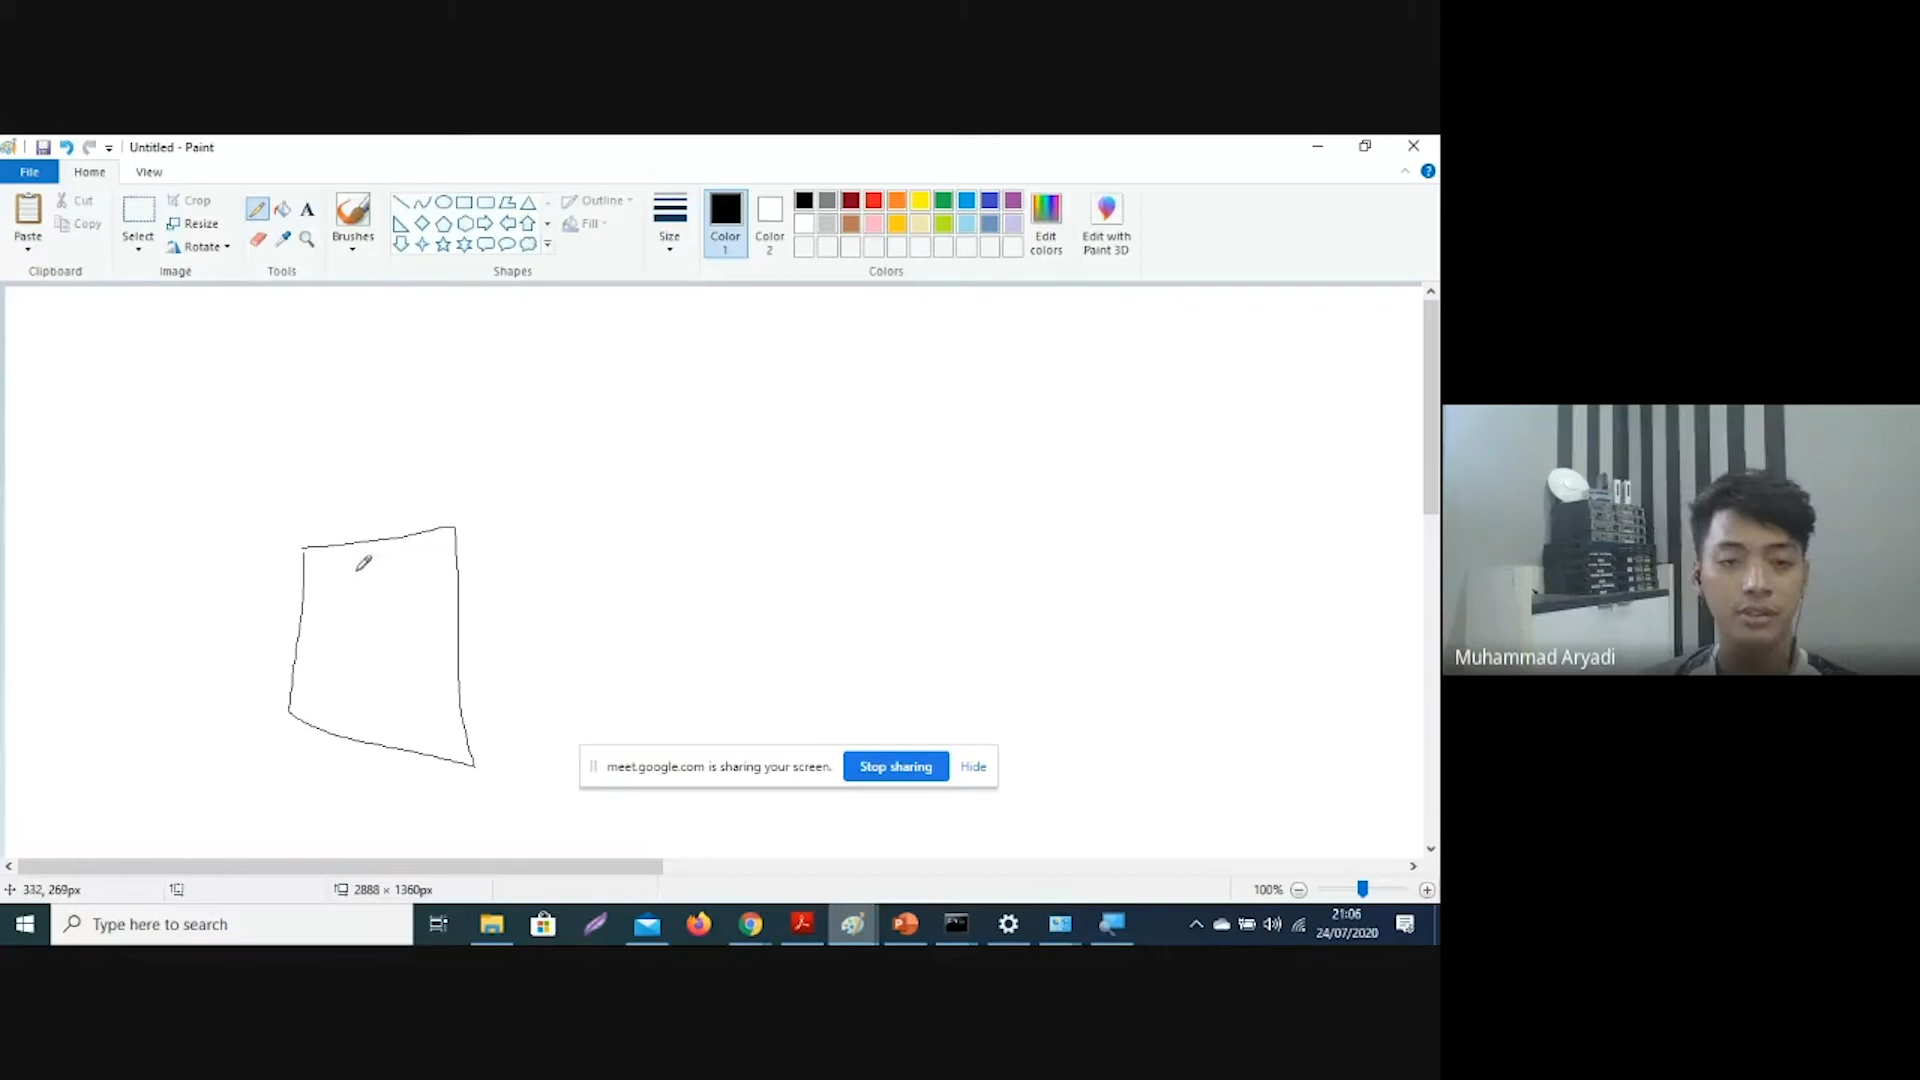 Untitled - Paint
File Home View
Paste Cut Copy
Clipboard
Select Crop Resize Rotate
Image
A
Tools
Brushes
Outline Fill
Shapes
Size
Color 1
Color 2
Edit colors
Colors
Edit with Paint 3D
Muhammad Aryadi
meet.google.com is sharing your screen. Stop sharing Hide
332, 269px 2888 × 1360px 100%
Type here to search
21:06
24/07/2020